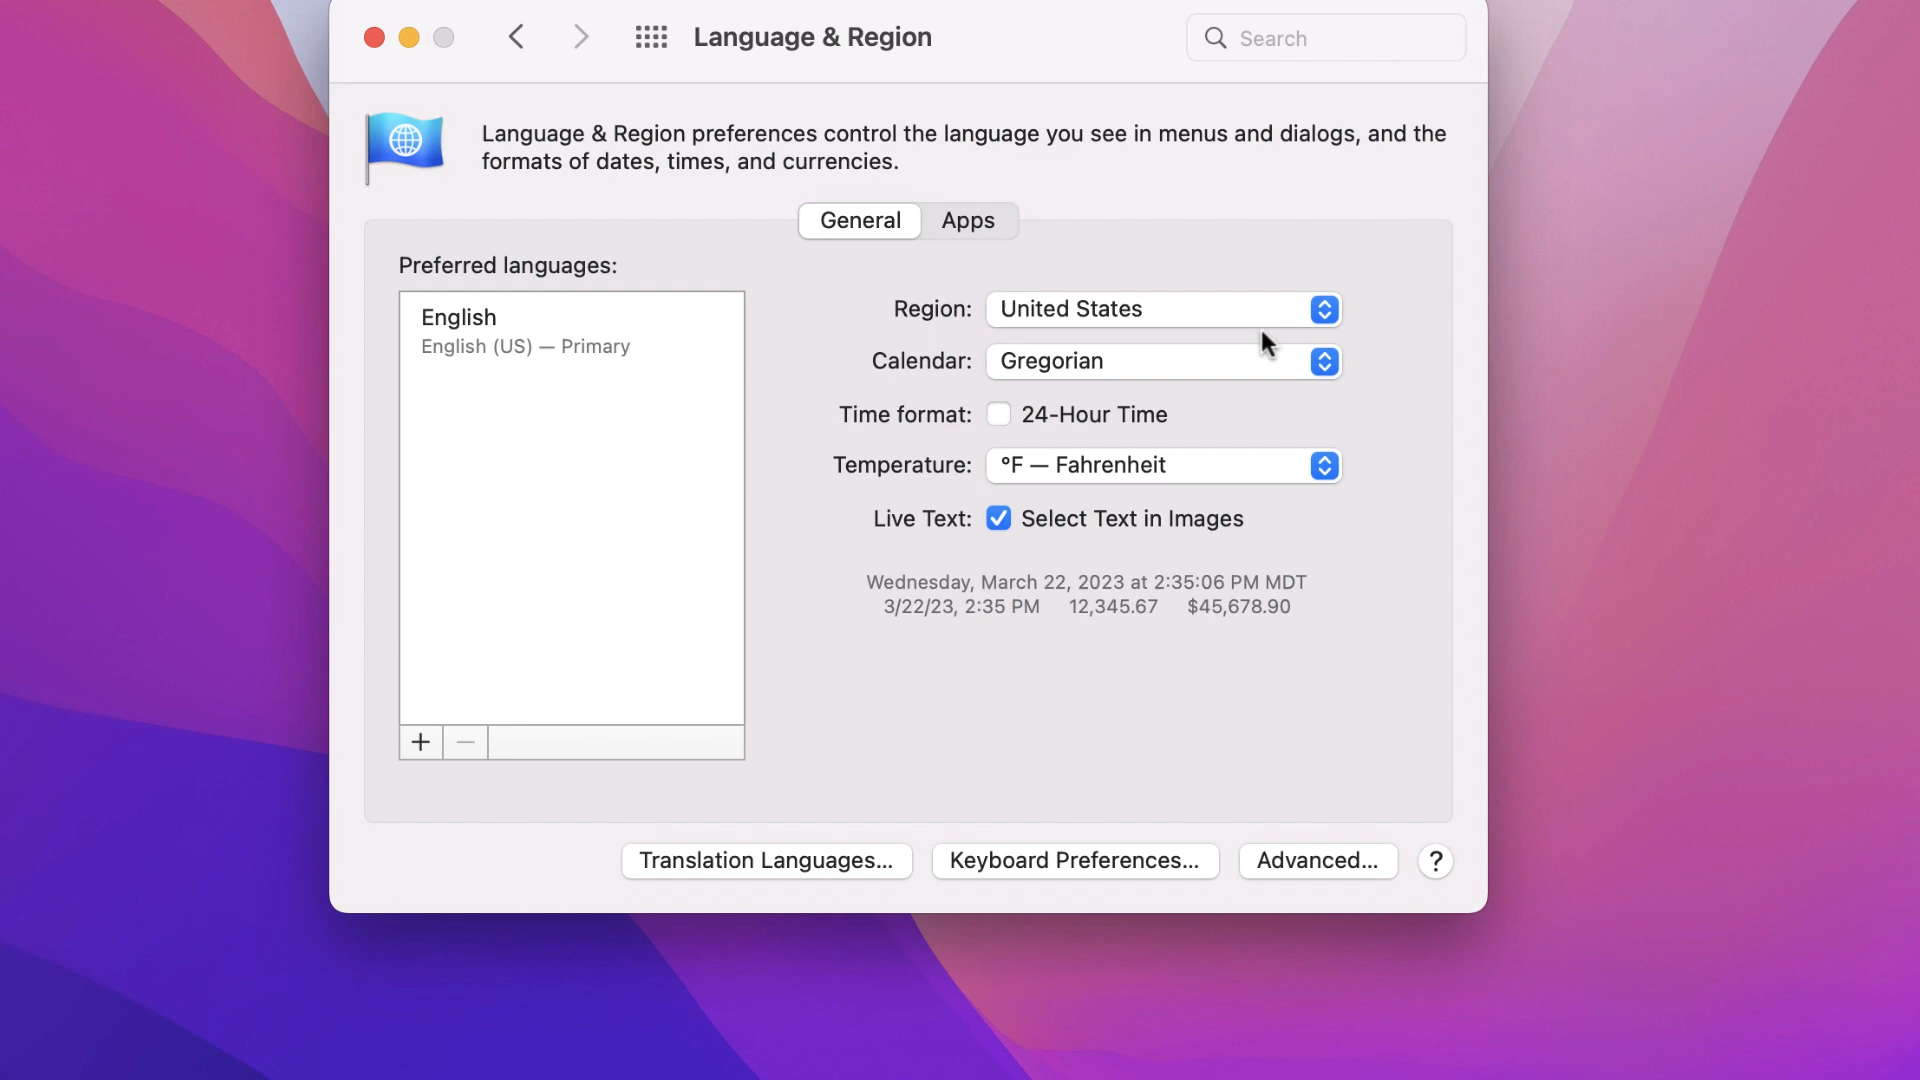 Language & Region
Search
Language & Region preferences control the language you see in menus and dialogs, and the
formats of dates, times, and currencies.
General Apps
Preferred languages:
English
English (US) — Primary
Region: United States
Calendar: Gregorian
Time format: 24-Hour Time
Temperature: °F — Fahrenheit
Live Text: Select Text in Images
Wednesday, March 22, 2023 at 2:35:06 PM MDT
3/22/23, 2:35 PM 12,345.67 $45,678.90
Translation Languages... Keyboard Preferences... Advanced... ?